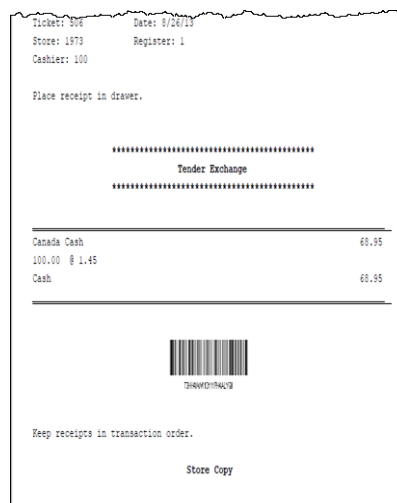 Ticket: 506 Date: 8/26/13
Store: 1973 Register: 1
Cashier: 100
Place receipt in drawer.
********************************************
Tender Exchange
********************************************
Canada Cash 68.95
100.00 @ 1.45
Cash 68.95
Keep receipts in transaction order.
Store Copy